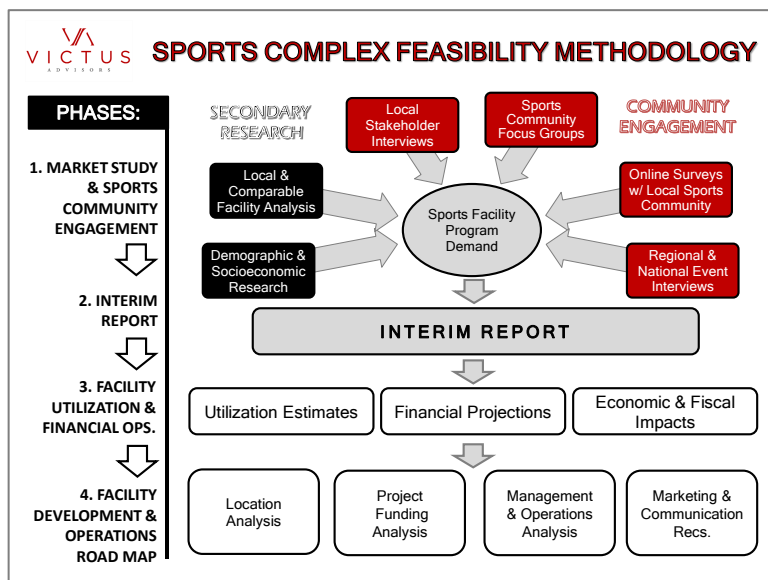 VICTUS
ADVISORS
SPORTS COMPLEX FEASIBILITY METHODOLOGY
PHASES:
1. MARKET STUDY
& SPORTS
COMMUNITY
ENGAGEMENT
2. INTERIM
REPORT
3. FACILITY
UTILIZATION &
FINANCIAL OPS.
4. FACILITY
DEVELOPMENT &
OPERATIONS
ROAD MAP
SECONDARY
RESEARCH
Local
Stakeholder
Interviews
Sports
Community
Focus Groups
COMMUNITY
ENGAGEMENT
Local &
Comparable
Facility Analysis
Demographic &
Socioeconomic
Research
Sports Facility
Program
Demand
Online Surveys
w/ Local Sports
Community
Regional &
National Event
Interviews
INTERIM REPORT
Utilization Estimates
Financial Projections
Economic & Fiscal
Impacts
Location
Analysis
Project
Funding
Analysis
Management
& Operations
Analysis
Marketing &
Communication
Recs.